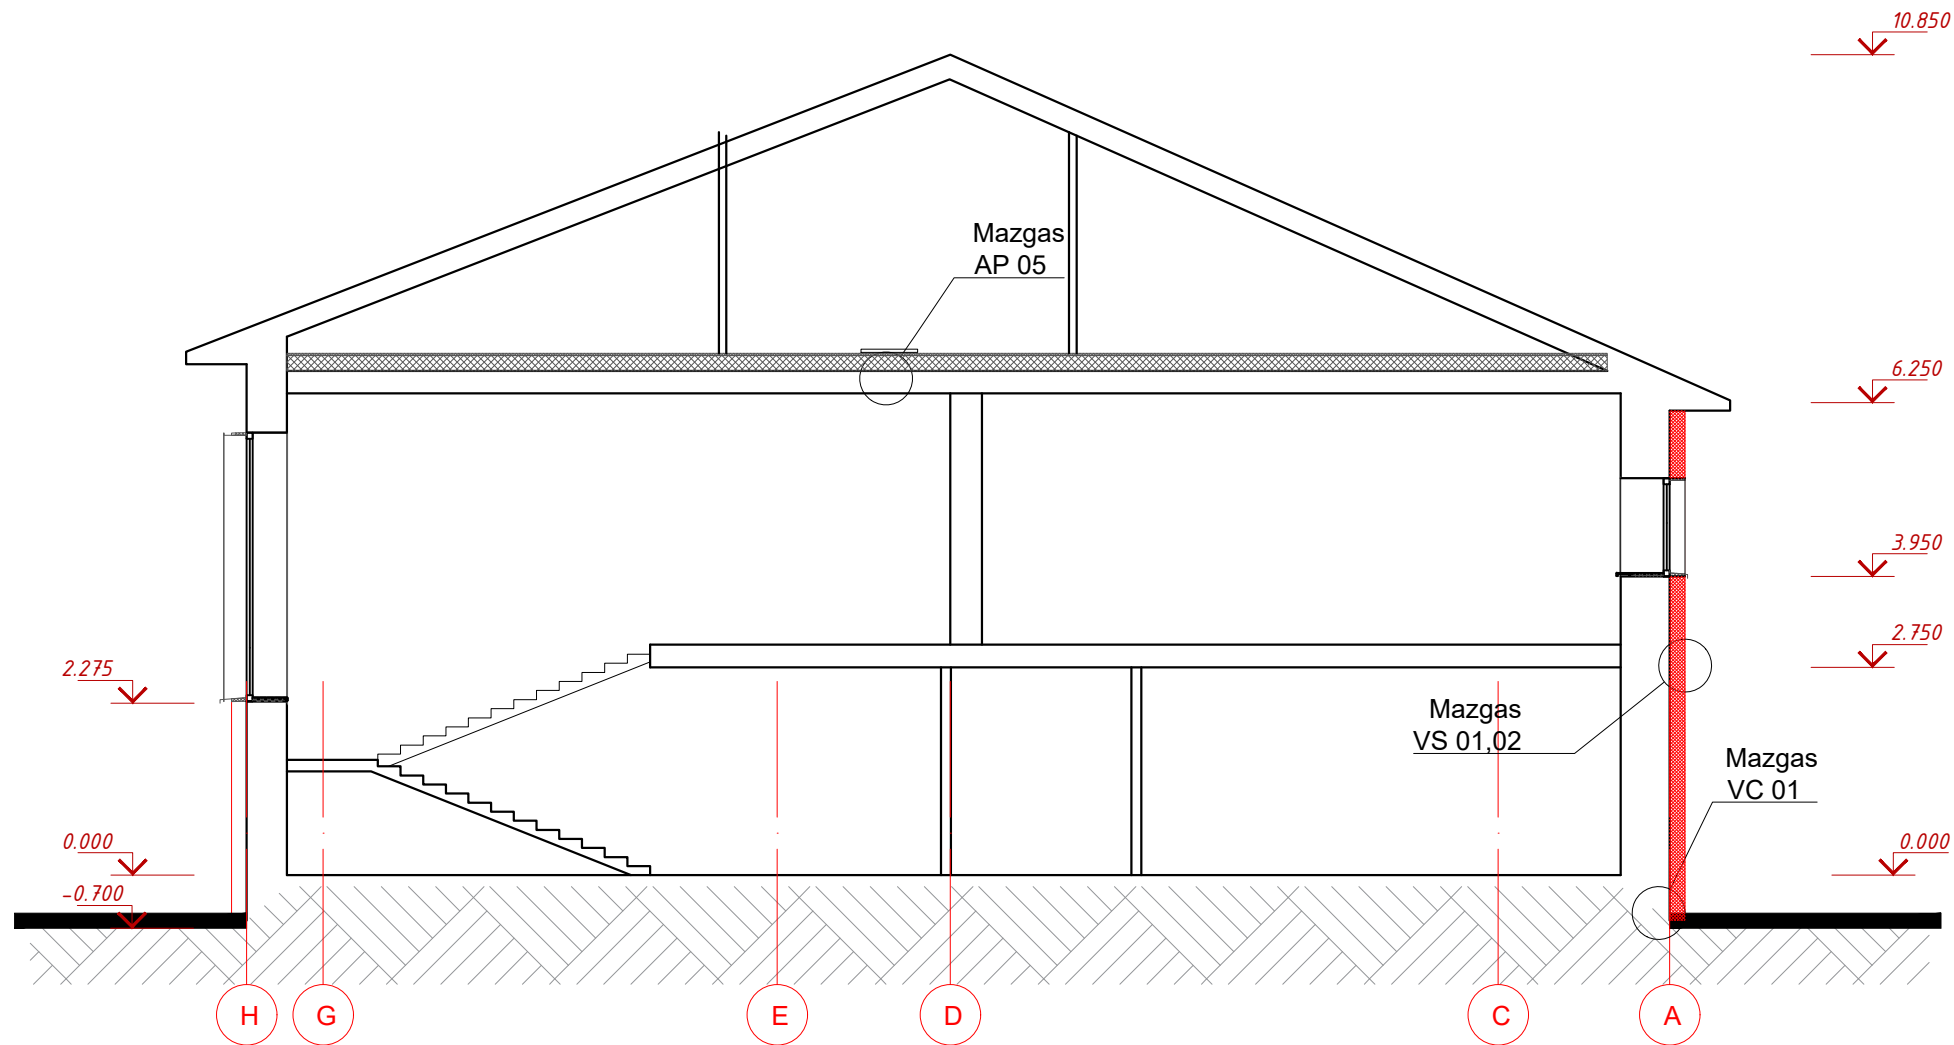 10.850
Mazgas
AP 05
6.250
3.950
2.750
2.275
Mazgas
VS 01,02
Mazgas
VC 01
0.000
0.000
-0.700
H
G
E
D
C
A